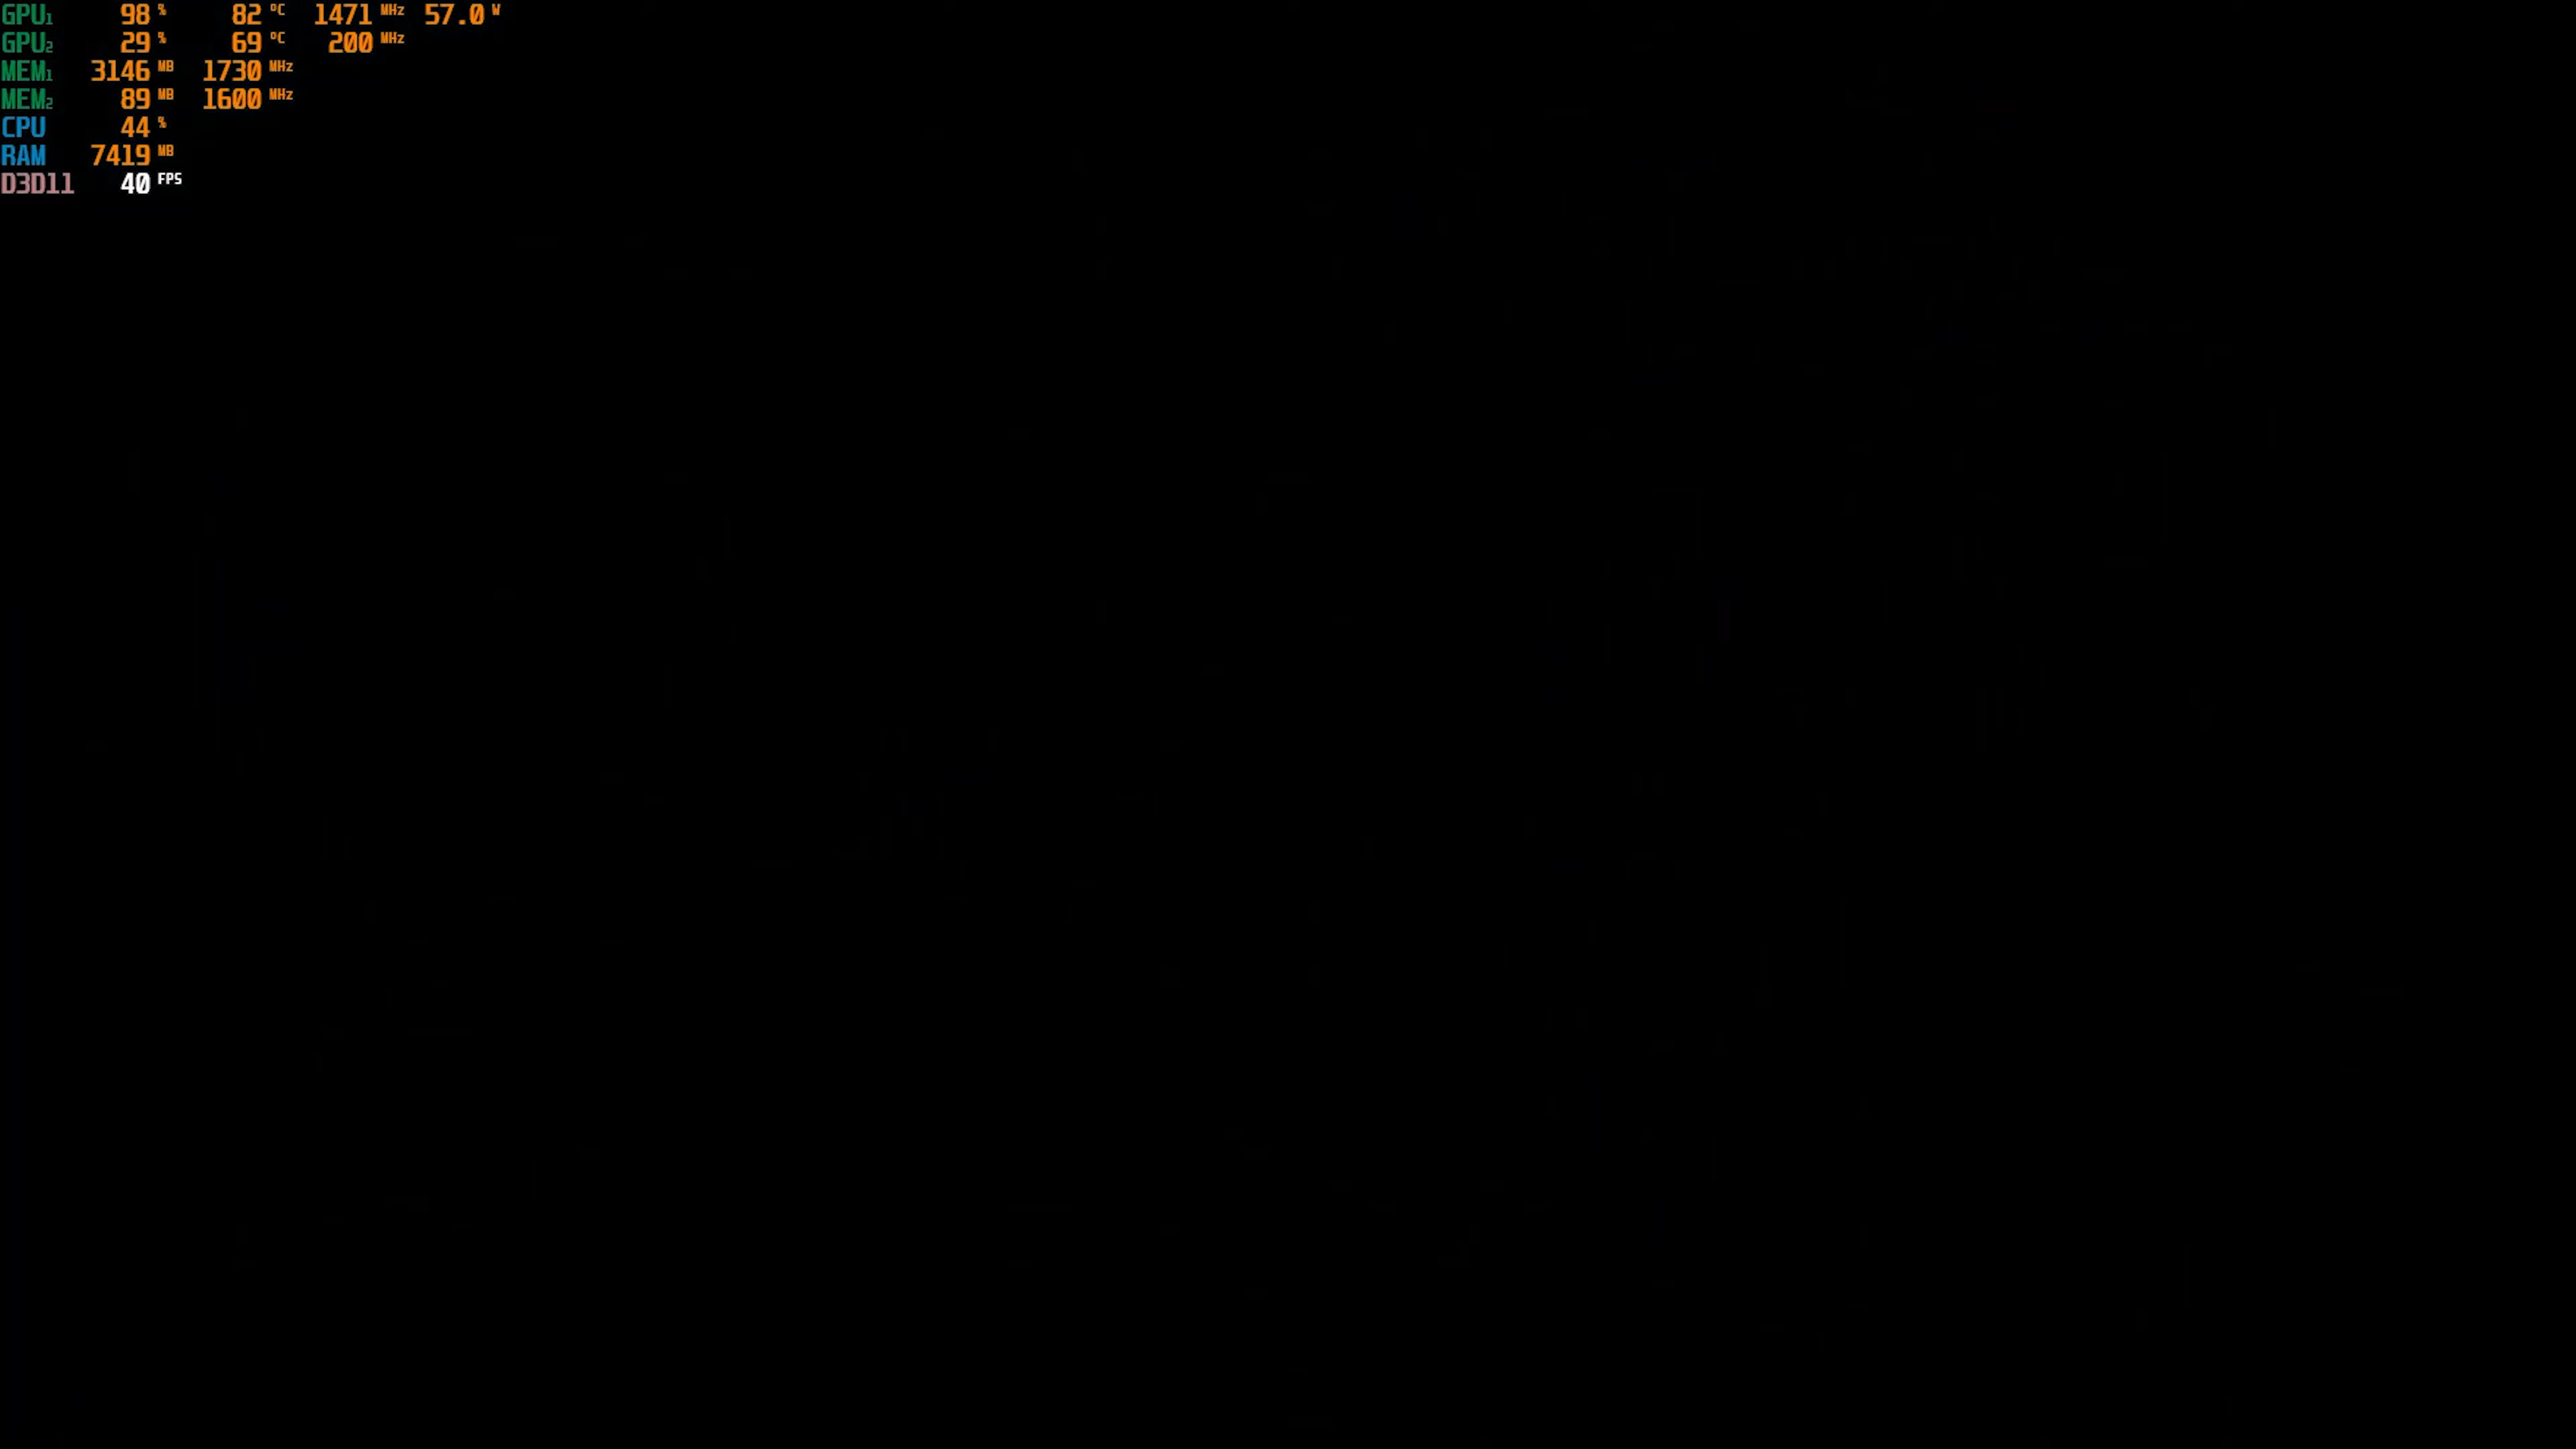 GPU1 98 % 82 °C 1471 MHz 57.0 W
GPU2 29 % 69 °C 200 MHz
MEM1 3146 MB 1730 MHz
MEM2 89 MB 1600 MHz
CPU 44 %
RAM 7419 MB
D3D11 40 FPS